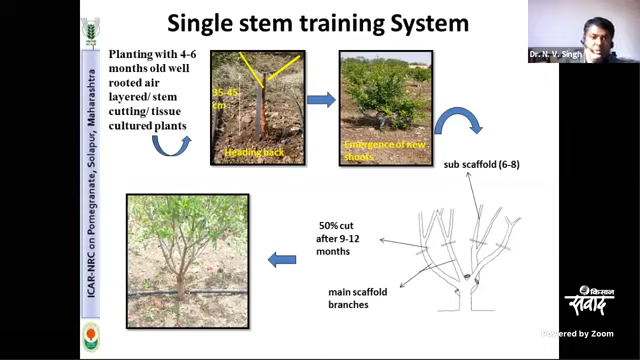 Single stem training System
Dr. N. V. Singh
ICAR-NRC on Pomegranate, Solapur, Maharashtra
Planting with 4-6
months old well
rooted air
layered/ stem
cutting/ tissue
cultured plants
35-45
cm
Heading back
Emergence of new
shoots
sub scaffold (6-8)
50% cut
after 9-12
months
main scaffold
branches
किसान
संवाद
Powered by Zoom